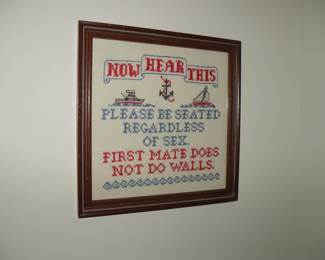 NOW HEAR THIS
PLEASE BE SEATED
REGARDLESS
OF SEX.
FIRST MATE DOES
NOT DO WALLS.